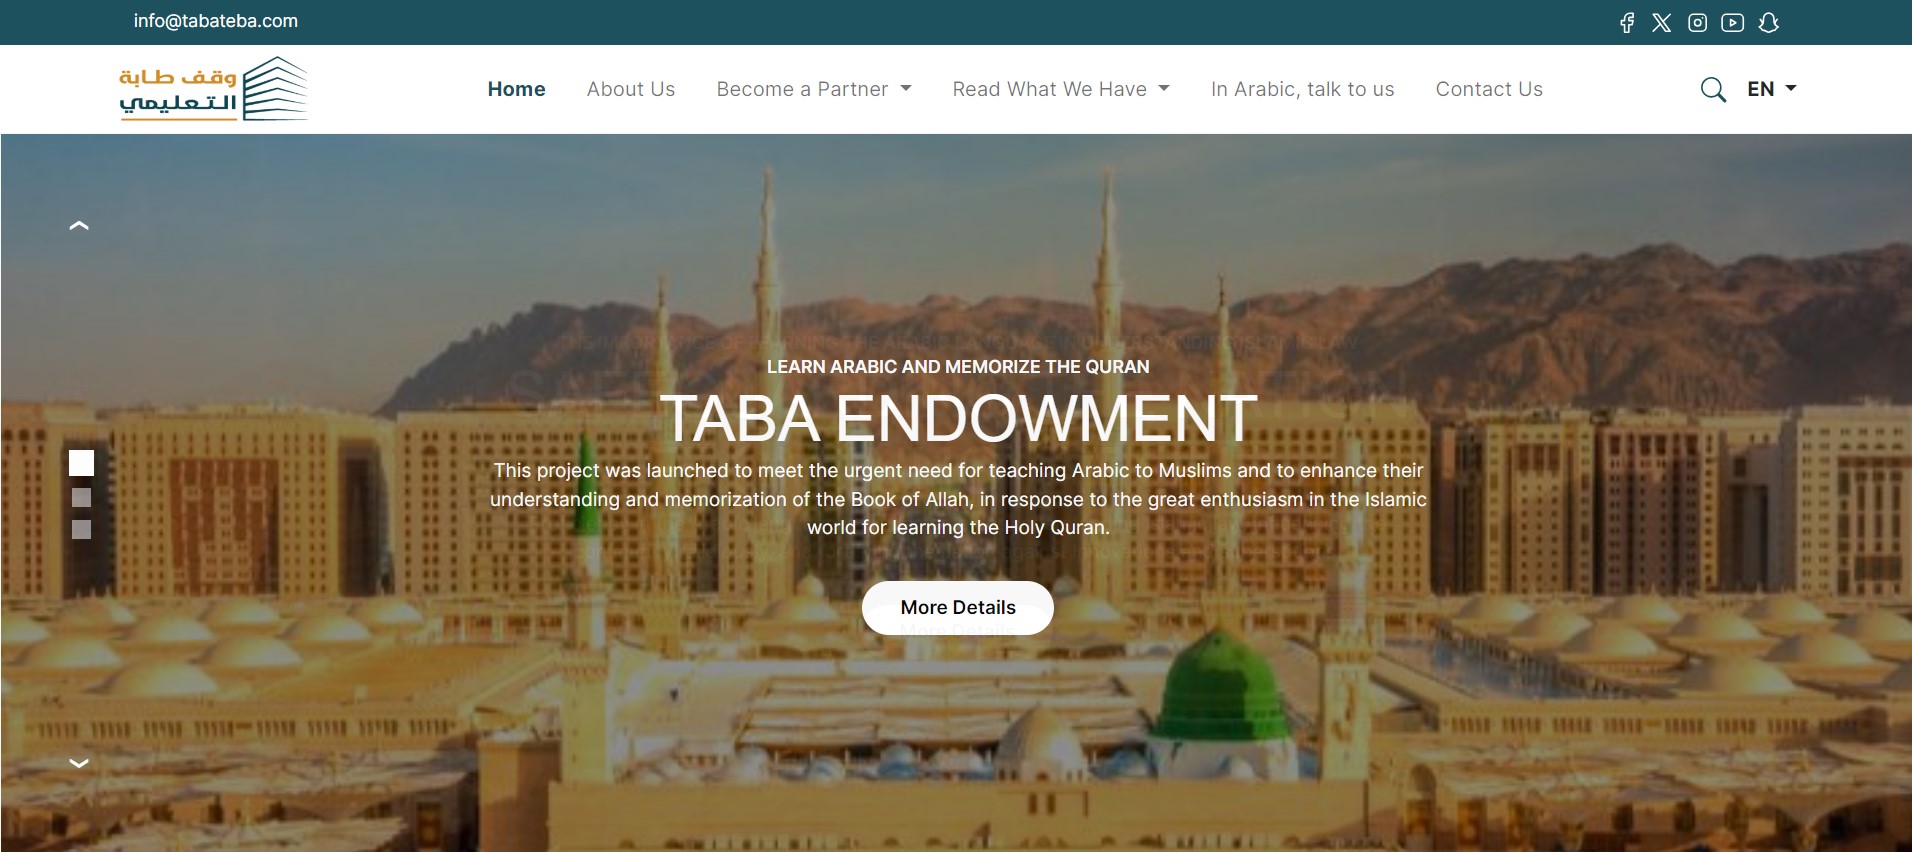 info@tabateba.com
وقف طابة
التعليمي
Home
About Us
Become a Partner
Read What We Have
In Arabic, talk to us
Contact Us
EN
LEARN ARABIC AND MEMORIZE THE QURAN
TABA ENDOWMENT
This project was launched to meet the urgent need for teaching Arabic to Muslims and to enhance their
understanding and memorization of the Book of Allah, in response to the great enthusiasm in the Islamic
world for learning the Holy Quran.
More Details
More Details